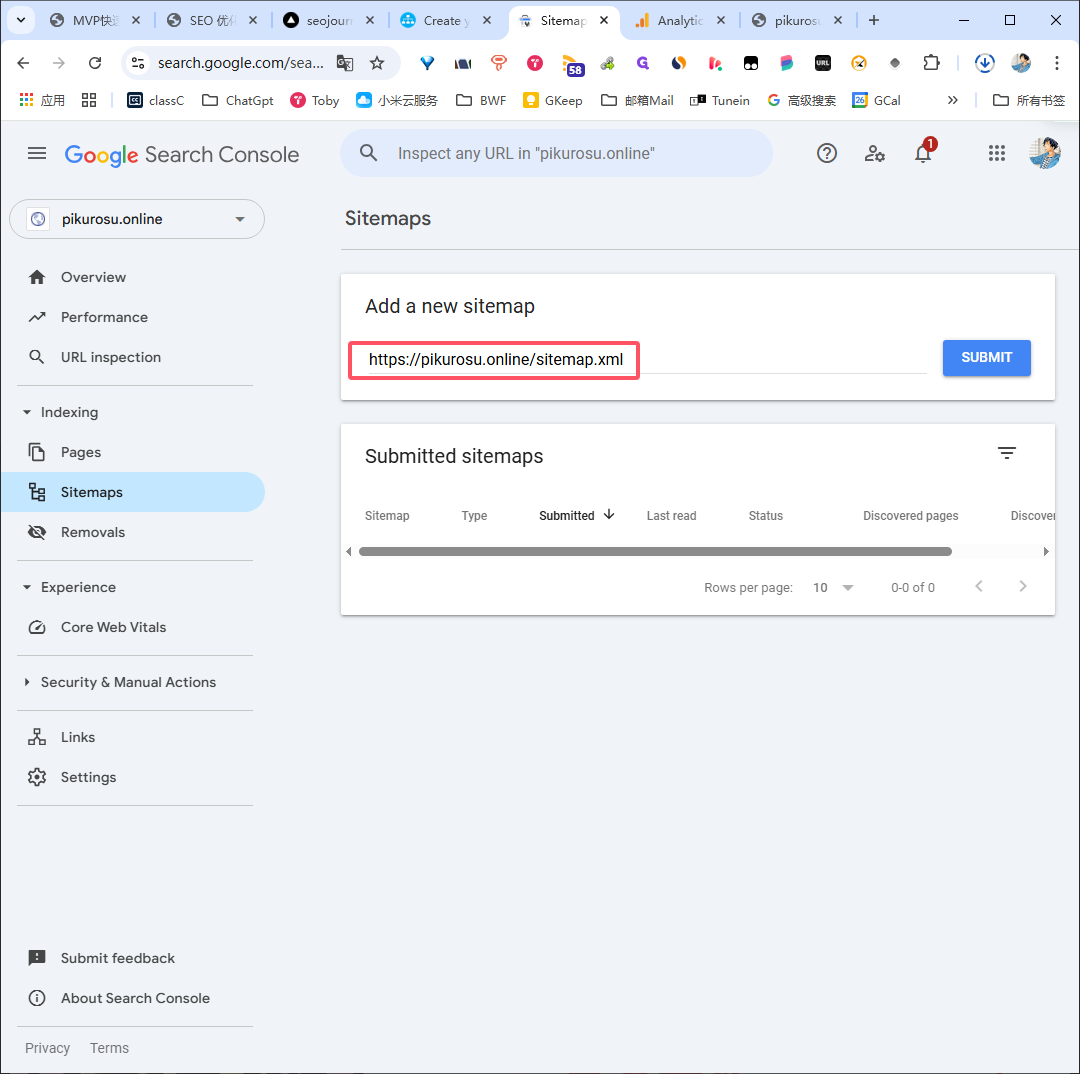 MVP快速
SEO 优化
seojourn
Create y
Sitemap
Analytic
pikurosu
search.google.com/sea...
58
URL
应用
classC
ChatGpt
Toby
小米云服务
BWF
GKeep
邮箱Mail
Tunein
高级搜索
26
GCal
所有书签
Google Search Console
Inspect any URL in "pikurosu.online"
1
pikurosu.online
Overview
Performance
URL inspection
Indexing
Pages
Sitemaps
Removals
Experience
Core Web Vitals
Security & Manual Actions
Links
Settings
Submit feedback
About Search Console
Privacy Terms
Sitemaps
Add a new sitemap
https://pikurosu.online/sitemap.xml
SUBMIT
Submitted sitemaps
Sitemap Type Submitted Last read Status Discovered pages Discover
Rows per page: 10 0-0 of 0